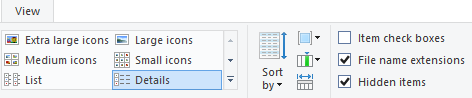 View
Extra large icons
Large icons
Medium icons
Small icons
List
Details
Sort
by
Item check boxes
File name extensions
Hidden items